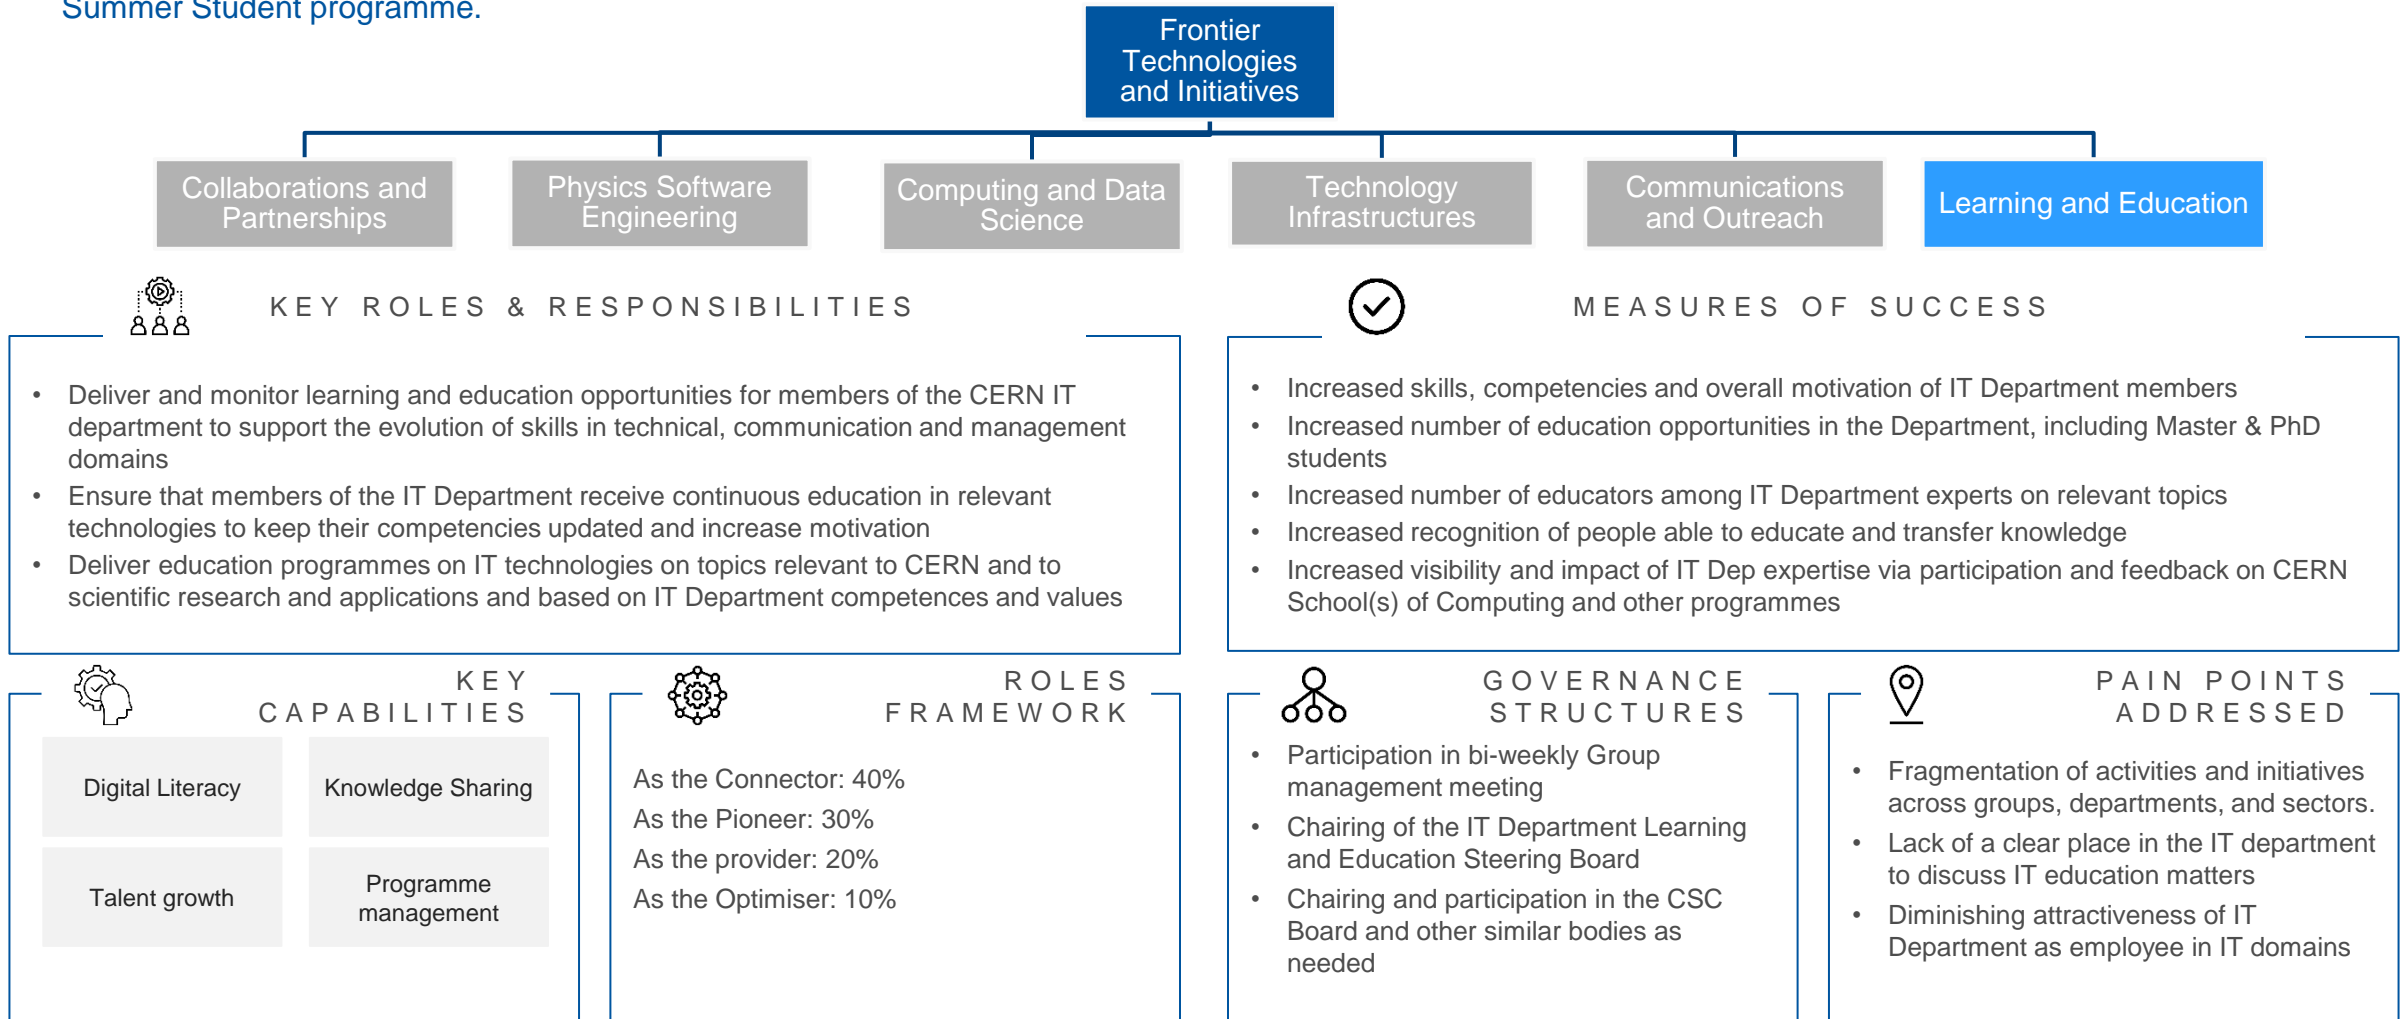 Summer Student programme.
Frontier
Technologies
and Initiatives
Collaborations and
Partnerships
Physics Software
Engineering
Computing and Data
Science
Technology
Infrastructures
Communications
and Outreach
Learning and Education
KEY ROLES & RESPONSIBILITIES
• Deliver and monitor learning and education opportunities for members of the CERN IT
department to support the evolution of skills in technical, communication and management
domains
• Ensure that members of the IT Department receive continuous education in relevant
technologies to keep their competencies updated and increase motivation
• Deliver education programmes on IT technologies on topics relevant to CERN and to
scientific research and applications and based on IT Department competences and values
MEASURES OF SUCCESS
• Increased skills, competencies and overall motivation of IT Department members
• Increased number of education opportunities in the Department, including Master & PhD
students
• Increased number of educators among IT Department experts on relevant topics
• Increased recognition of people able to educate and transfer knowledge
• Increased visibility and impact of IT Dep expertise via participation and feedback on CERN
School(s) of Computing and other programmes
KEY
CAPABILITIES
Digital Literacy
Knowledge Sharing
Talent growth
Programme
management
ROLES
FRAMEWORK
As the Connector: 40%
As the Pioneer: 30%
As the provider: 20%
As the Optimiser: 10%
GOVERNANCE
STRUCTURES
• Participation in bi-weekly Group
management meeting
• Chairing of the IT Department Learning
and Education Steering Board
• Chairing and participation in the CSC
Board and other similar bodies as
needed
PAIN POINTS
ADDRESSED
• Fragmentation of activities and initiatives
across groups, departments, and sectors.
• Lack of a clear place in the IT department
to discuss IT education matters
• Diminishing attractiveness of IT
Department as employee in IT domains